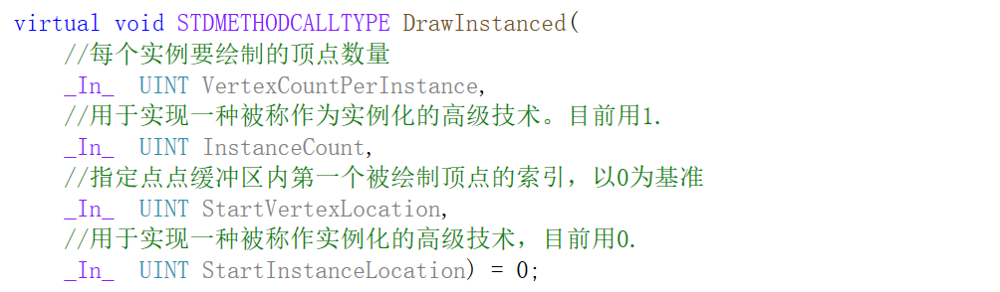 virtual void STDMETHODCALLTYPE DrawInstanced(
//每个实例要绘制的顶点数量
_In_ UINT VertexCountPerInstance,
//用于实现一种被称作为实例化的高级技术。目前用1.
_In_ UINT InstanceCount,
//指定点点缓冲区内第一个被绘制顶点的索引，以0为基准
_In_ UINT StartVertexLocation,
//用于实现一种被称作实例化的高级技术，目前用0.
_In_ UINT StartInstanceLocation) = 0;